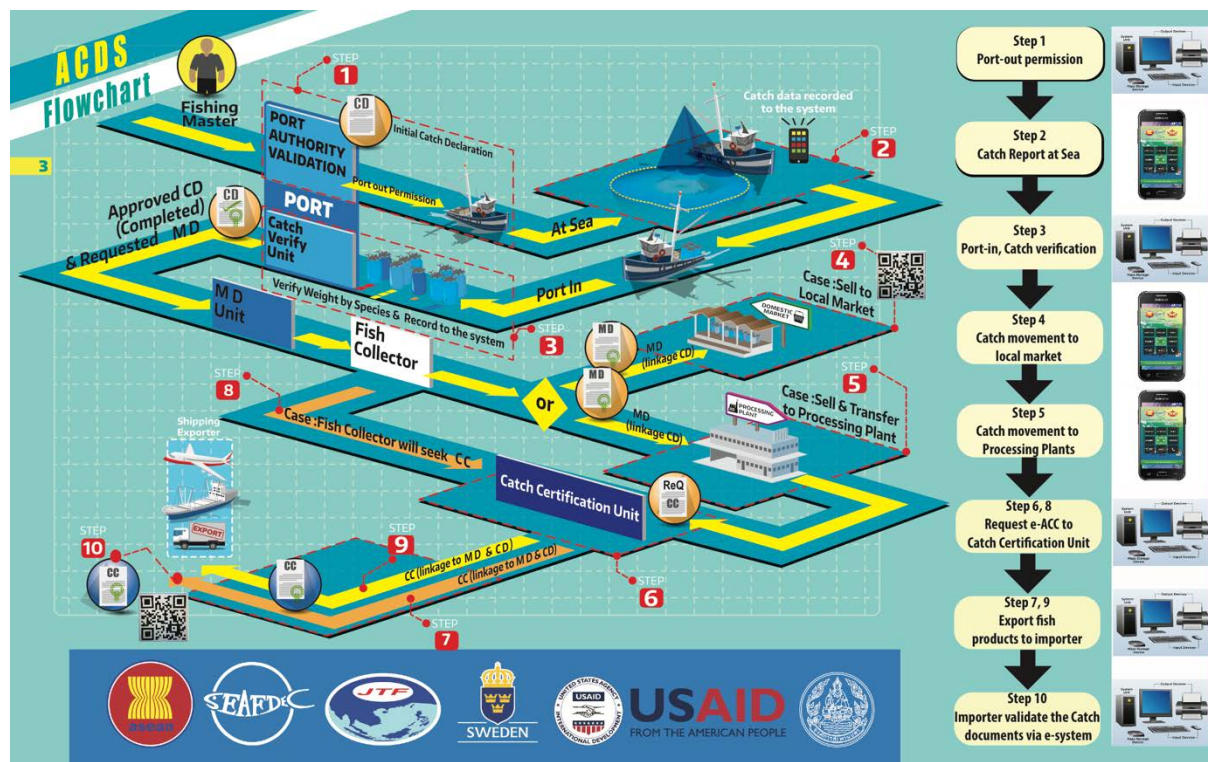 ACDS
Flowchart
3
Fishing
Master
STEP
1
CD
PORT
AUTHORITY
VALIDATION
Initial Catch Declaration
Port out Permission
Catch data recorded
to the system
STEP
2
At Sea
Approved CD
(Completed)
& Requested MD
CD
PORT
Catch
Verify
Unit
Port In
Verify Weight by Species & Record to the system
STEP
3
MD
Unit
Fish
Collector
STEP
4
Case :Sell to
Local Market
DOMESTIC
MARKET
MD
MD
(linkage CD)
or
MD
MD
(linkage CD)
STEP
5
Case :Sell & Transfer
to Processing Plant
PROCESSING
PLANT
STEP
8
Case :Fish Collector will seek CC
Catch Certification Unit
ReQ
CC
STEP
6
Shipping
Exporter
EXPORT
STEP
9
CC (linkage to MD & CD)
CC (linkage to MD & CD)
CC
STEP
7
STEP
10
CC
asean
SEAFDEC
JTF
SWEDEN
UNITED STATES AGENCY
USAID
INTERNATIONAL DEVELOPMENT
USAID
FROM THE AMERICAN PEOPLE
Step 1
Port-out permission
Step 2
Catch Report at Sea
Step 3
Port-in, Catch verification
Step 4
Catch movement to
local market
Step 5
Catch movement to
Processing Plants
Step 6, 8
Request e-ACC to
Catch Certification Unit
Step 7, 9
Export fish
products to importer
Step 10
Importer validate the Catch
documents via e-system